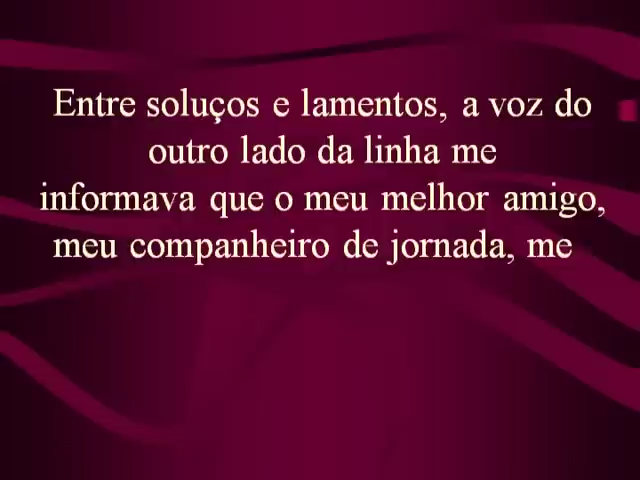 Entre soluços e lamentos, a voz do
outro lado da linha me
informava que o meu melhor amigo,
meu companheiro de jornada, me